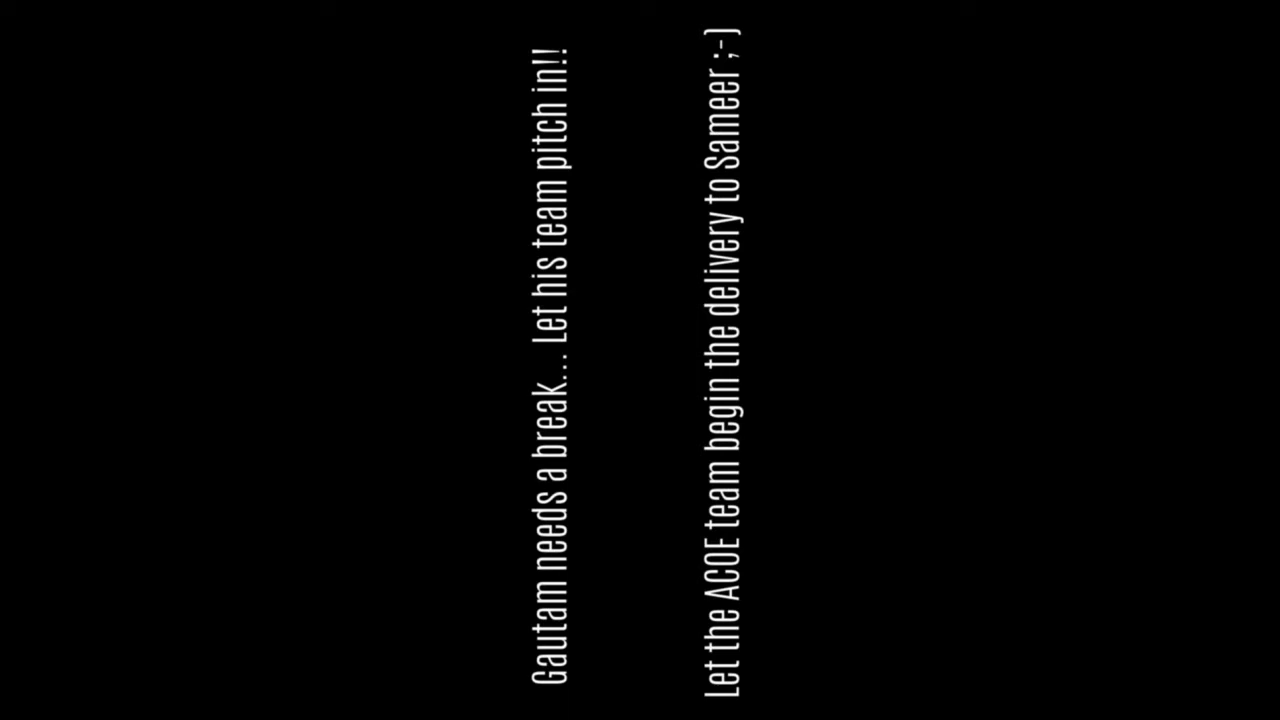 Gautam needs a break... Let his team pitch in!!
Let the ACOE team begin the delivery to Sameer ;-)